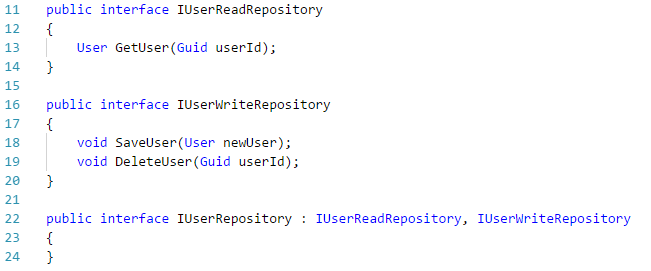 11 public interface IUserReadRepository
12 {
13     User GetUser(Guid userId);
14 }
15
16 public interface IUserWriteRepository
17 {
18     void SaveUser(User newUser);
19     void DeleteUser(Guid userId);
20 }
21
22 public interface IUserRepository : IUserReadRepository, IUserWriteRepository
23 {
24 }